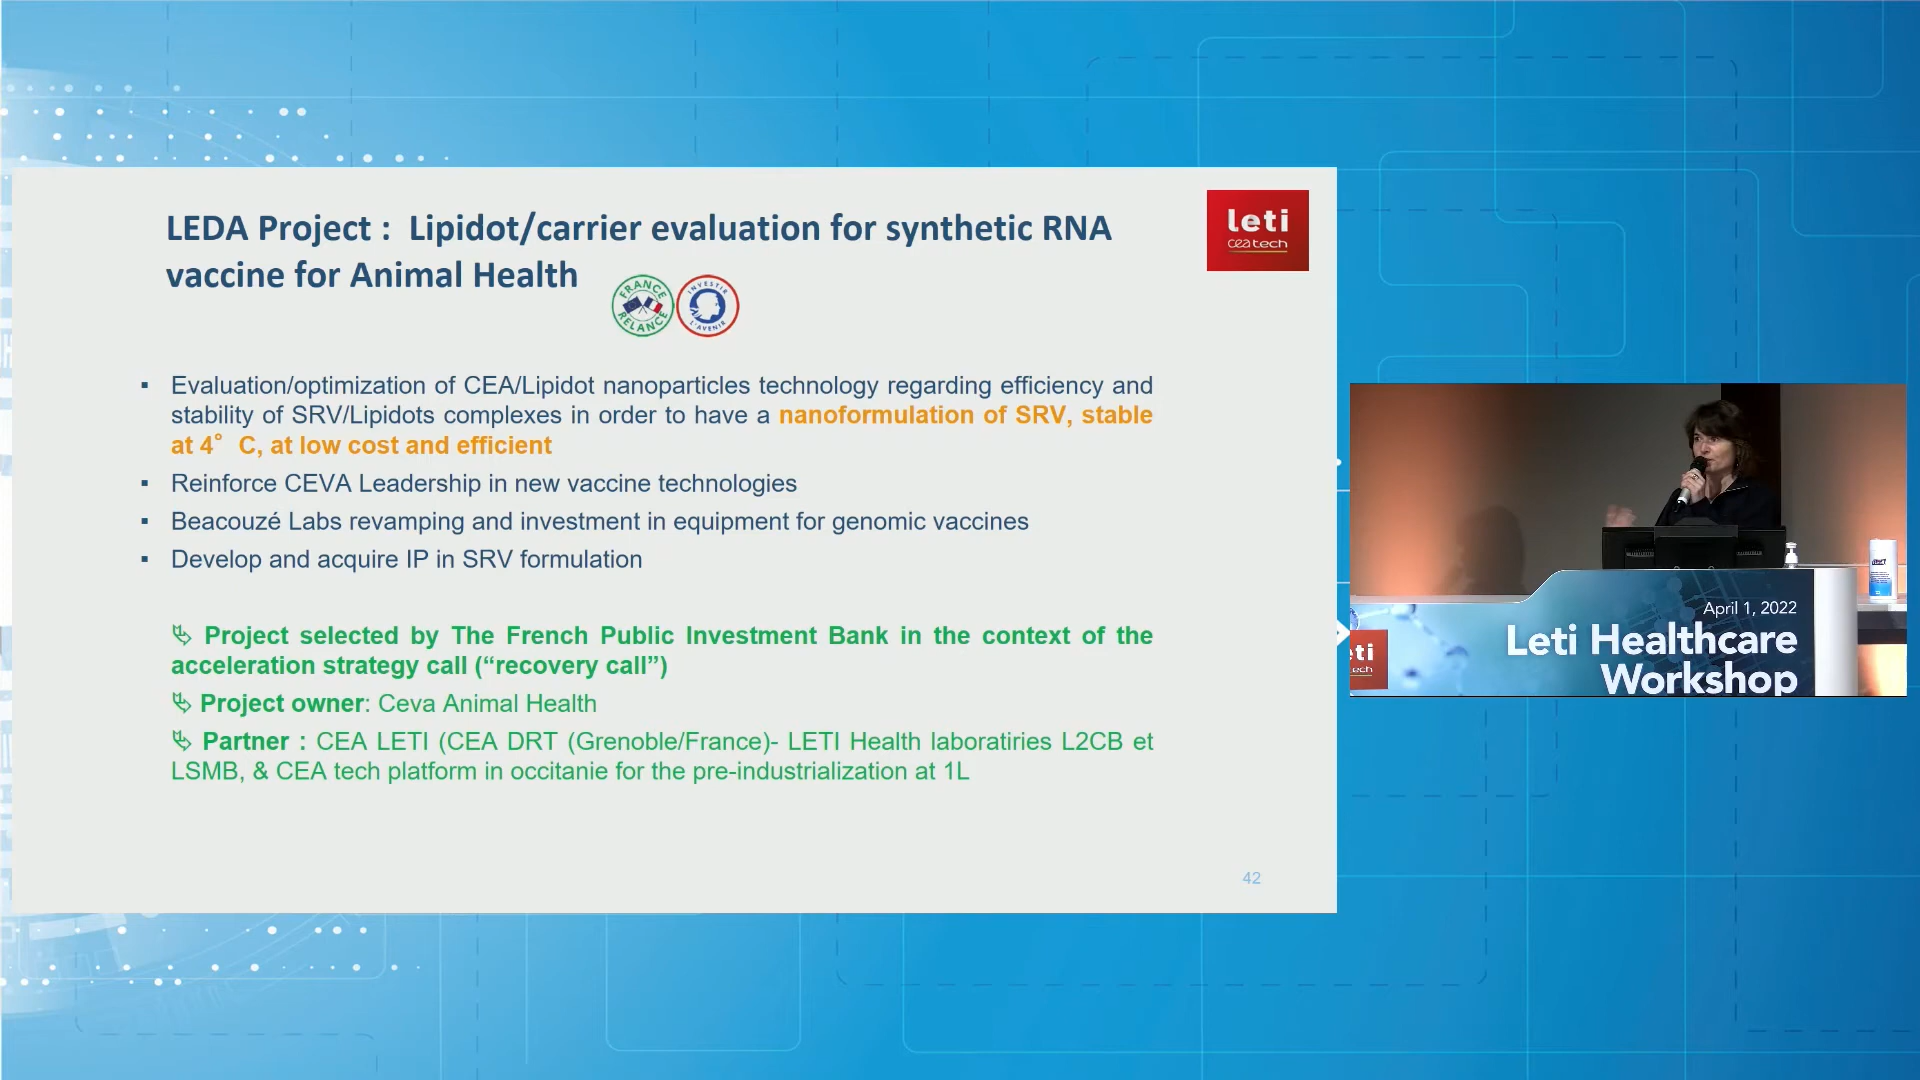 LEDA Project : Lipidot/carrier evaluation for synthetic RNA
vaccine for Animal Health
leti
ceatech
FRANCE
RELANCE
INVESTIR
L'AVENIR
▪ Evaluation/optimization of CEA/Lipidot nanoparticles technology regarding efficiency and
stability of SRV/Lipidots complexes in order to have a nanoformulation of SRV, stable
at 4° C, at low cost and efficient
▪ Reinforce CEVA Leadership in new vaccine technologies
▪ Beacouzé Labs revamping and investment in equipment for genomic vaccines
▪ Develop and acquire IP in SRV formulation
Project selected by The French Public Investment Bank in the context of the
acceleration strategy call (“recovery call”)
Project owner: Ceva Animal Health
Partner : CEA LETI (CEA DRT (Grenoble/France)- LETI Health laboratiries L2CB et
LSMB, & CEA tech platform in occitanie for the pre-industrialization at 1L
42
April 1, 2022
Leti Healthcare
Workshop
eti
ech